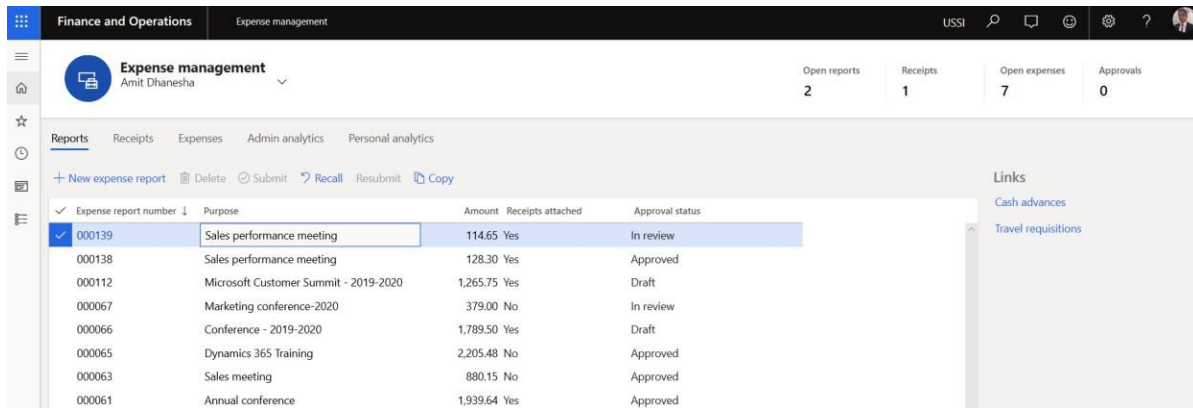 Finance and Operations Expense management USSI ?
Expense management
Amit Dhanesha
Open reports Receipts Open expenses Approvals
2 1 7 0
Reports Receipts Expenses Admin analytics Personal analytics
+ New expense report Delete Submit Recall Resubmit Copy
Links
Cash advances
Travel requisitions
Expense report number ↓ Purpose Amount Receipts attached Approval status
000139 Sales performance meeting 114.65 Yes In review
000138 Sales performance meeting 128.30 Yes Approved
000112 Microsoft Customer Summit - 2019-2020 1,265.75 Yes Draft
000067 Marketing conference-2020 379.00 No In review
000066 Conference - 2019-2020 1,789.50 Yes Draft
000065 Dynamics 365 Training 2,205.48 No Approved
000063 Sales meeting 880.15 No Approved
000061 Annual conference 1,939.64 Yes Approved